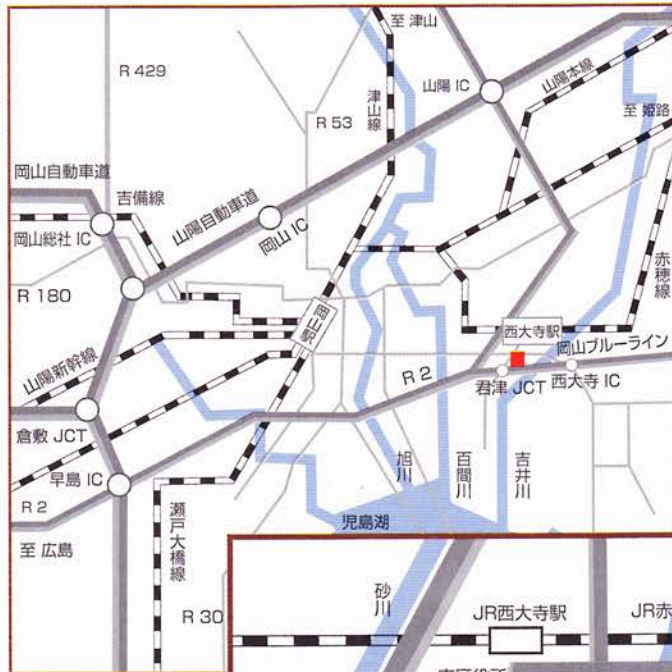 至 津山
R 429
山陽 IC
山陽本線
津山線
R 53
至 姫路
岡山自動車道
吉備線
山陽自動車道
岡山 IC
岡山総社 IC
赤穂線
R 180
岡山駅
西大寺駅
岡山ブルーライン
山陽新幹線
R 2
君津 JCT
西大寺 IC
倉敷 JCT
早島 IC
旭川
百間川
吉井川
R 2
瀬戸大橋線
児島湖
至 広島
砂川
R 30
JR西大寺駅
JR赤